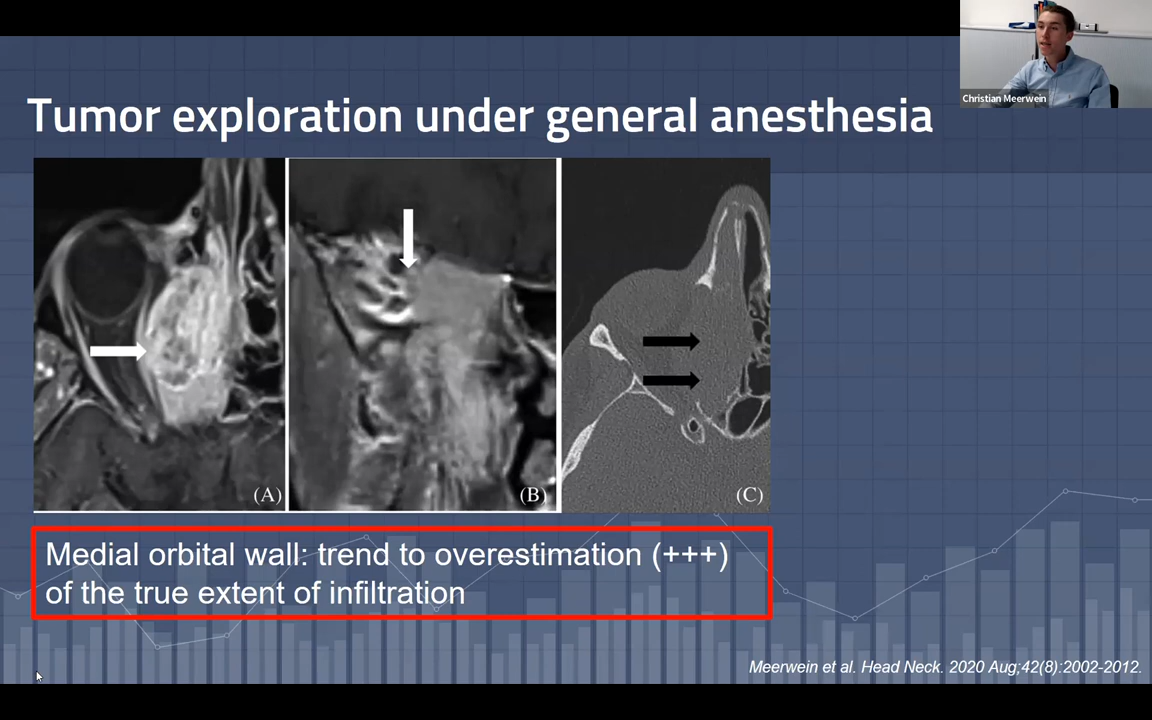 Christian Meerwein
Tumor exploration under general anesthesia
(A)
(B)
(C)
Medial orbital wall: trend to overestimation (+++)
of the true extent of infiltration
Meerwein et al. Head Neck. 2020 Aug;42(8):2002-2012.